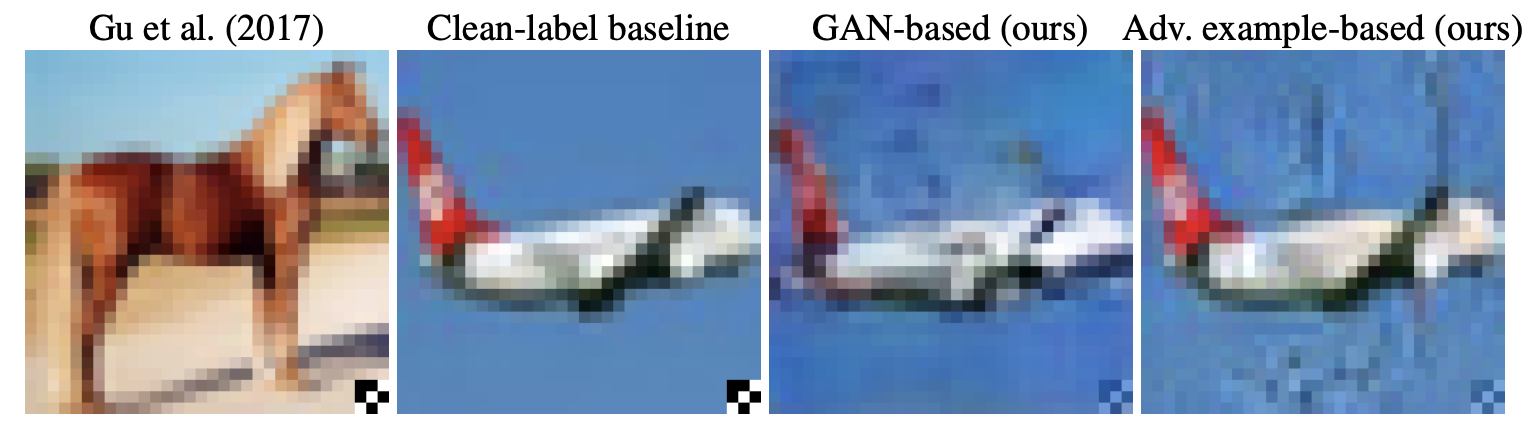 Gu et al. (2017) Clean-label baseline GAN-based (ours) Adv. example-based (ours)